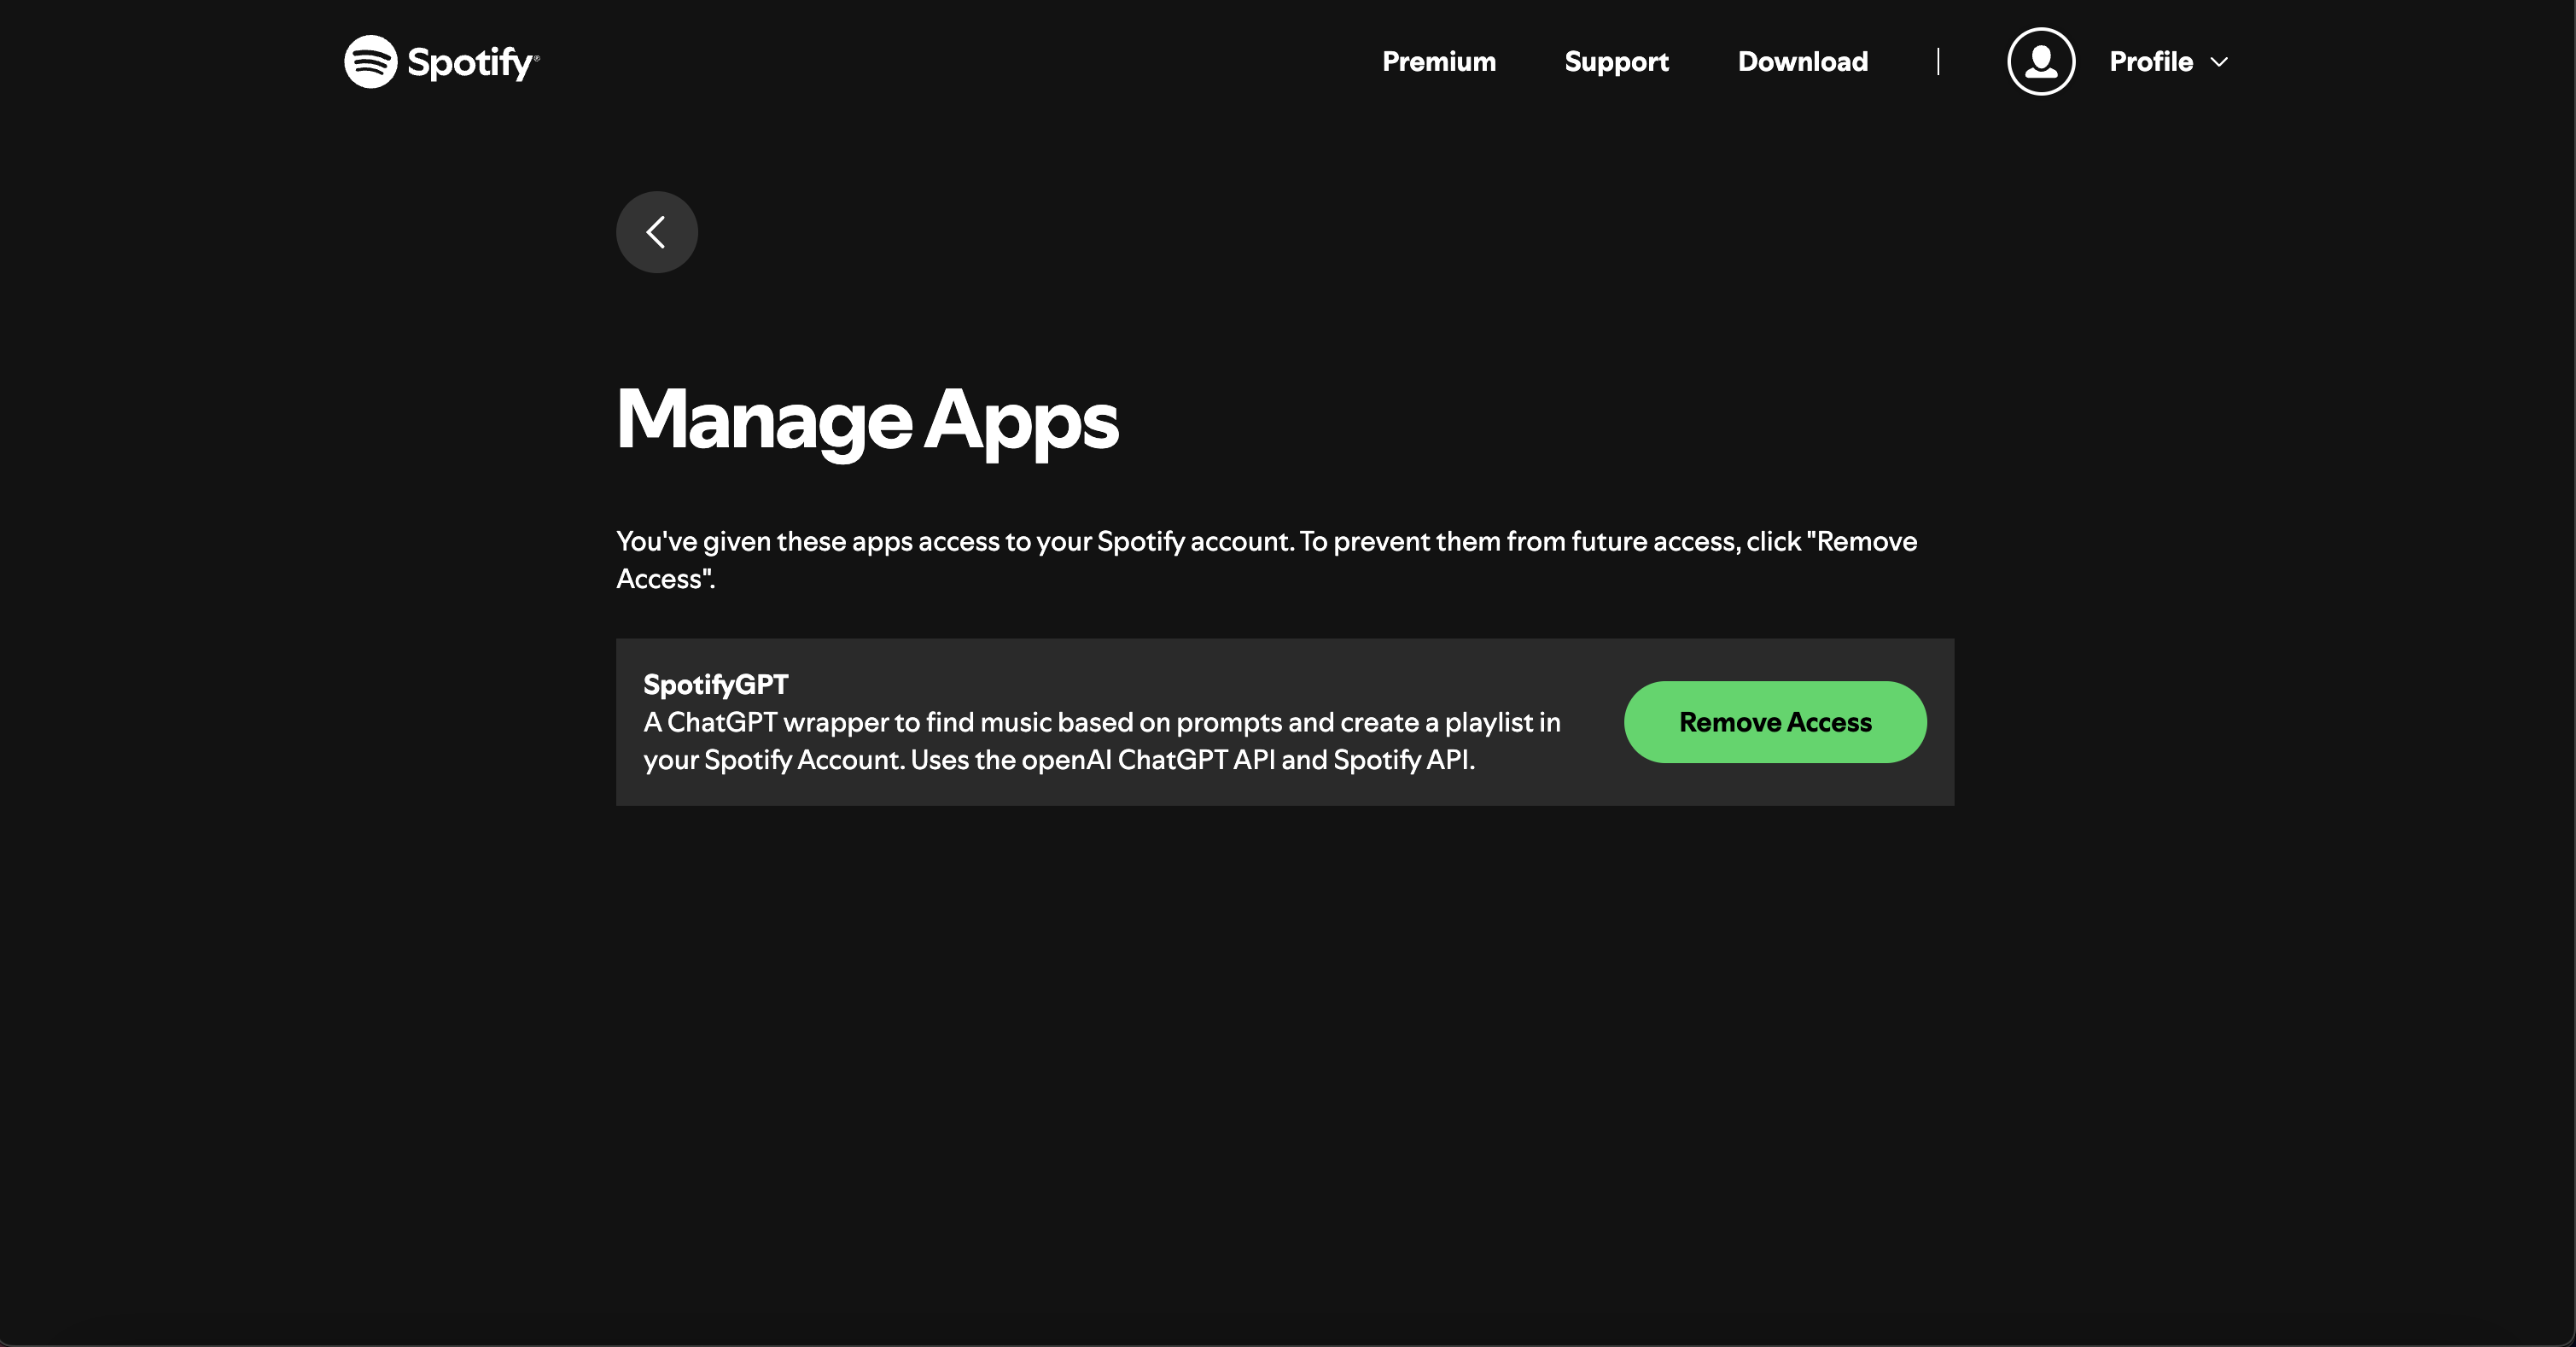 Spotify®
Premium
Support
Download
Profile
Manage Apps
You've given these apps access to your Spotify account. To prevent them from future access, click "Remove
Access".
SpotifyGPT
A ChatGPT wrapper to find music based on prompts and create a playlist in
your Spotify Account. Uses the openAI ChatGPT API and Spotify API.
Remove Access